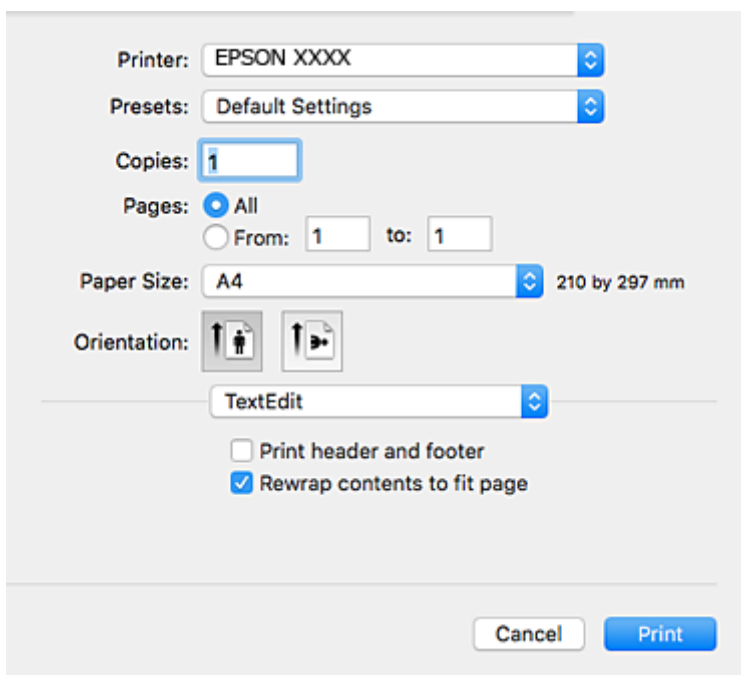 Printer: EPSON XXXX
Presets: Default Settings
Copies: 1
Pages: All
From: 1 to: 1
Paper Size: A4 210 by 297 mm
Orientation:
TextEdit
Print header and footer
Rewrap contents to fit page
Cancel Print